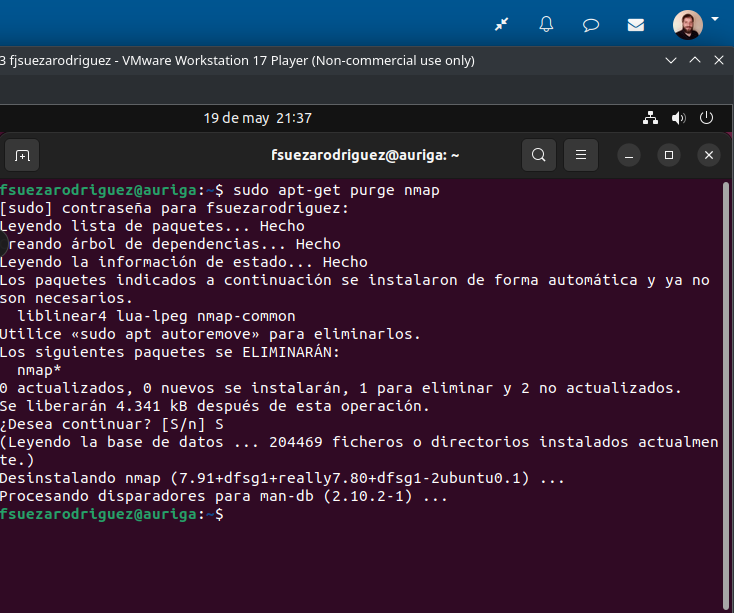 3 fjsuezarodriguez - VMware Workstation 17 Player (Non-commercial use only)
19 de may 21:37
fsuezarodriguez@auriga: ~
fsuezarodriguez@auriga:~$ sudo apt-get purge nmap
[sudo] contraseña para fsuezarodriguez:
Leyendo lista de paquetes... Hecho
reando árbol de dependencias... Hecho
Leyendo la información de estado... Hecho
Los paquetes indicados a continuación se instalaron de forma automática y ya no
son necesarios.
liblinear4 lua-lpeg nmap-common
Utilice «sudo apt autoremove» para eliminarlos.
Los siguientes paquetes se ELIMINARÁN:
nmap*
0 actualizados, 0 nuevos se instalarán, 1 para eliminar y 2 no actualizados.
Se liberarán 4.341 kB después de esta operación.
¿Desea continuar? [S/n] S
(Leyendo la base de datos ... 204469 ficheros o directorios instalados actualmen
te.)
Desinstalando nmap (7.91+dfsg1+really7.80+dfsg1-2ubuntu0.1) ...
Procesando disparadores para man-db (2.10.2-1) ...
fsuezarodriguez@auriga:~$